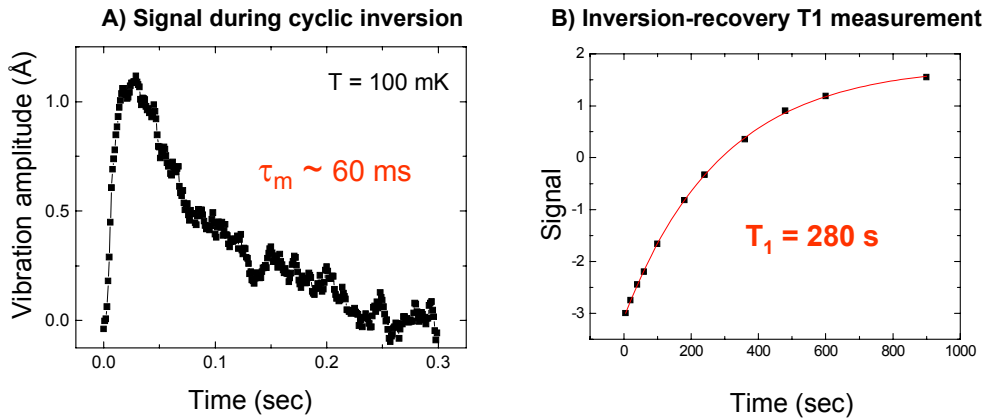 A) Signal during cyclic inversion
Vibration amplitude (Å)
1.0
0.5
0.0
T = 100 mK
τm ~ 60 ms
0.0 0.1 0.2 0.3
Time (sec)
B) Inversion-recovery T1 measurement
Signal
2
1
0
-1
-2
-3
T1 = 280 s
0 200 400 600 800 1000
Time (sec)